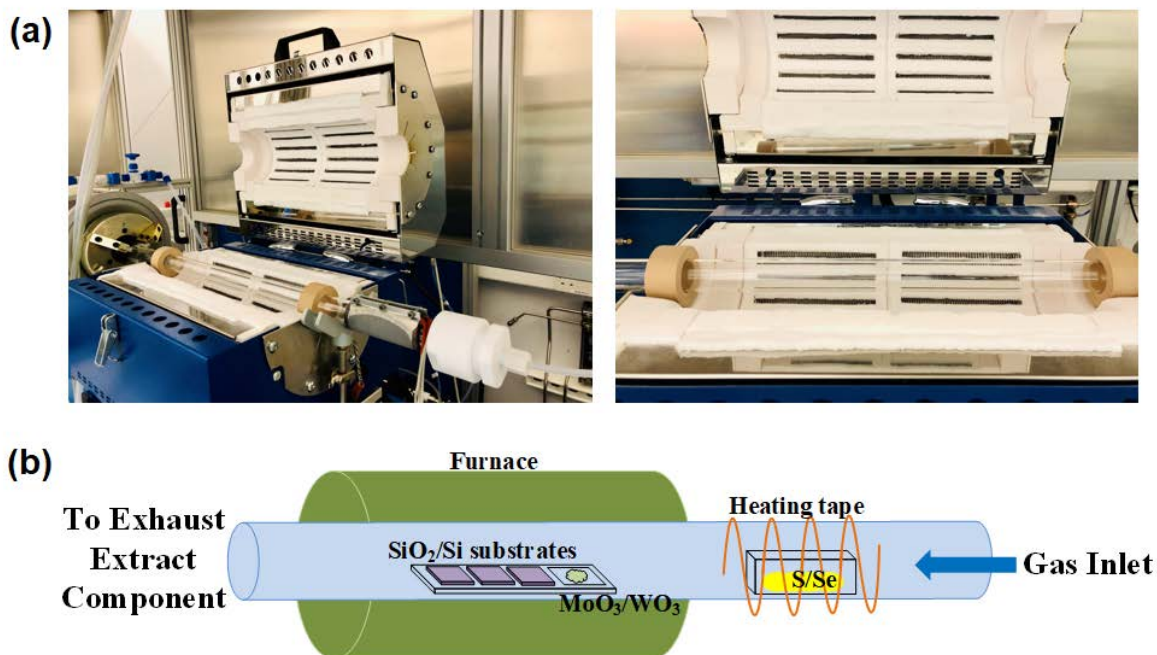 (a)
(b)
Furnace
To Exhaust
Extract
Component
SiO₂/Si substrates
MoO₃/WO₃
Heating tape
S/Se
Gas Inlet